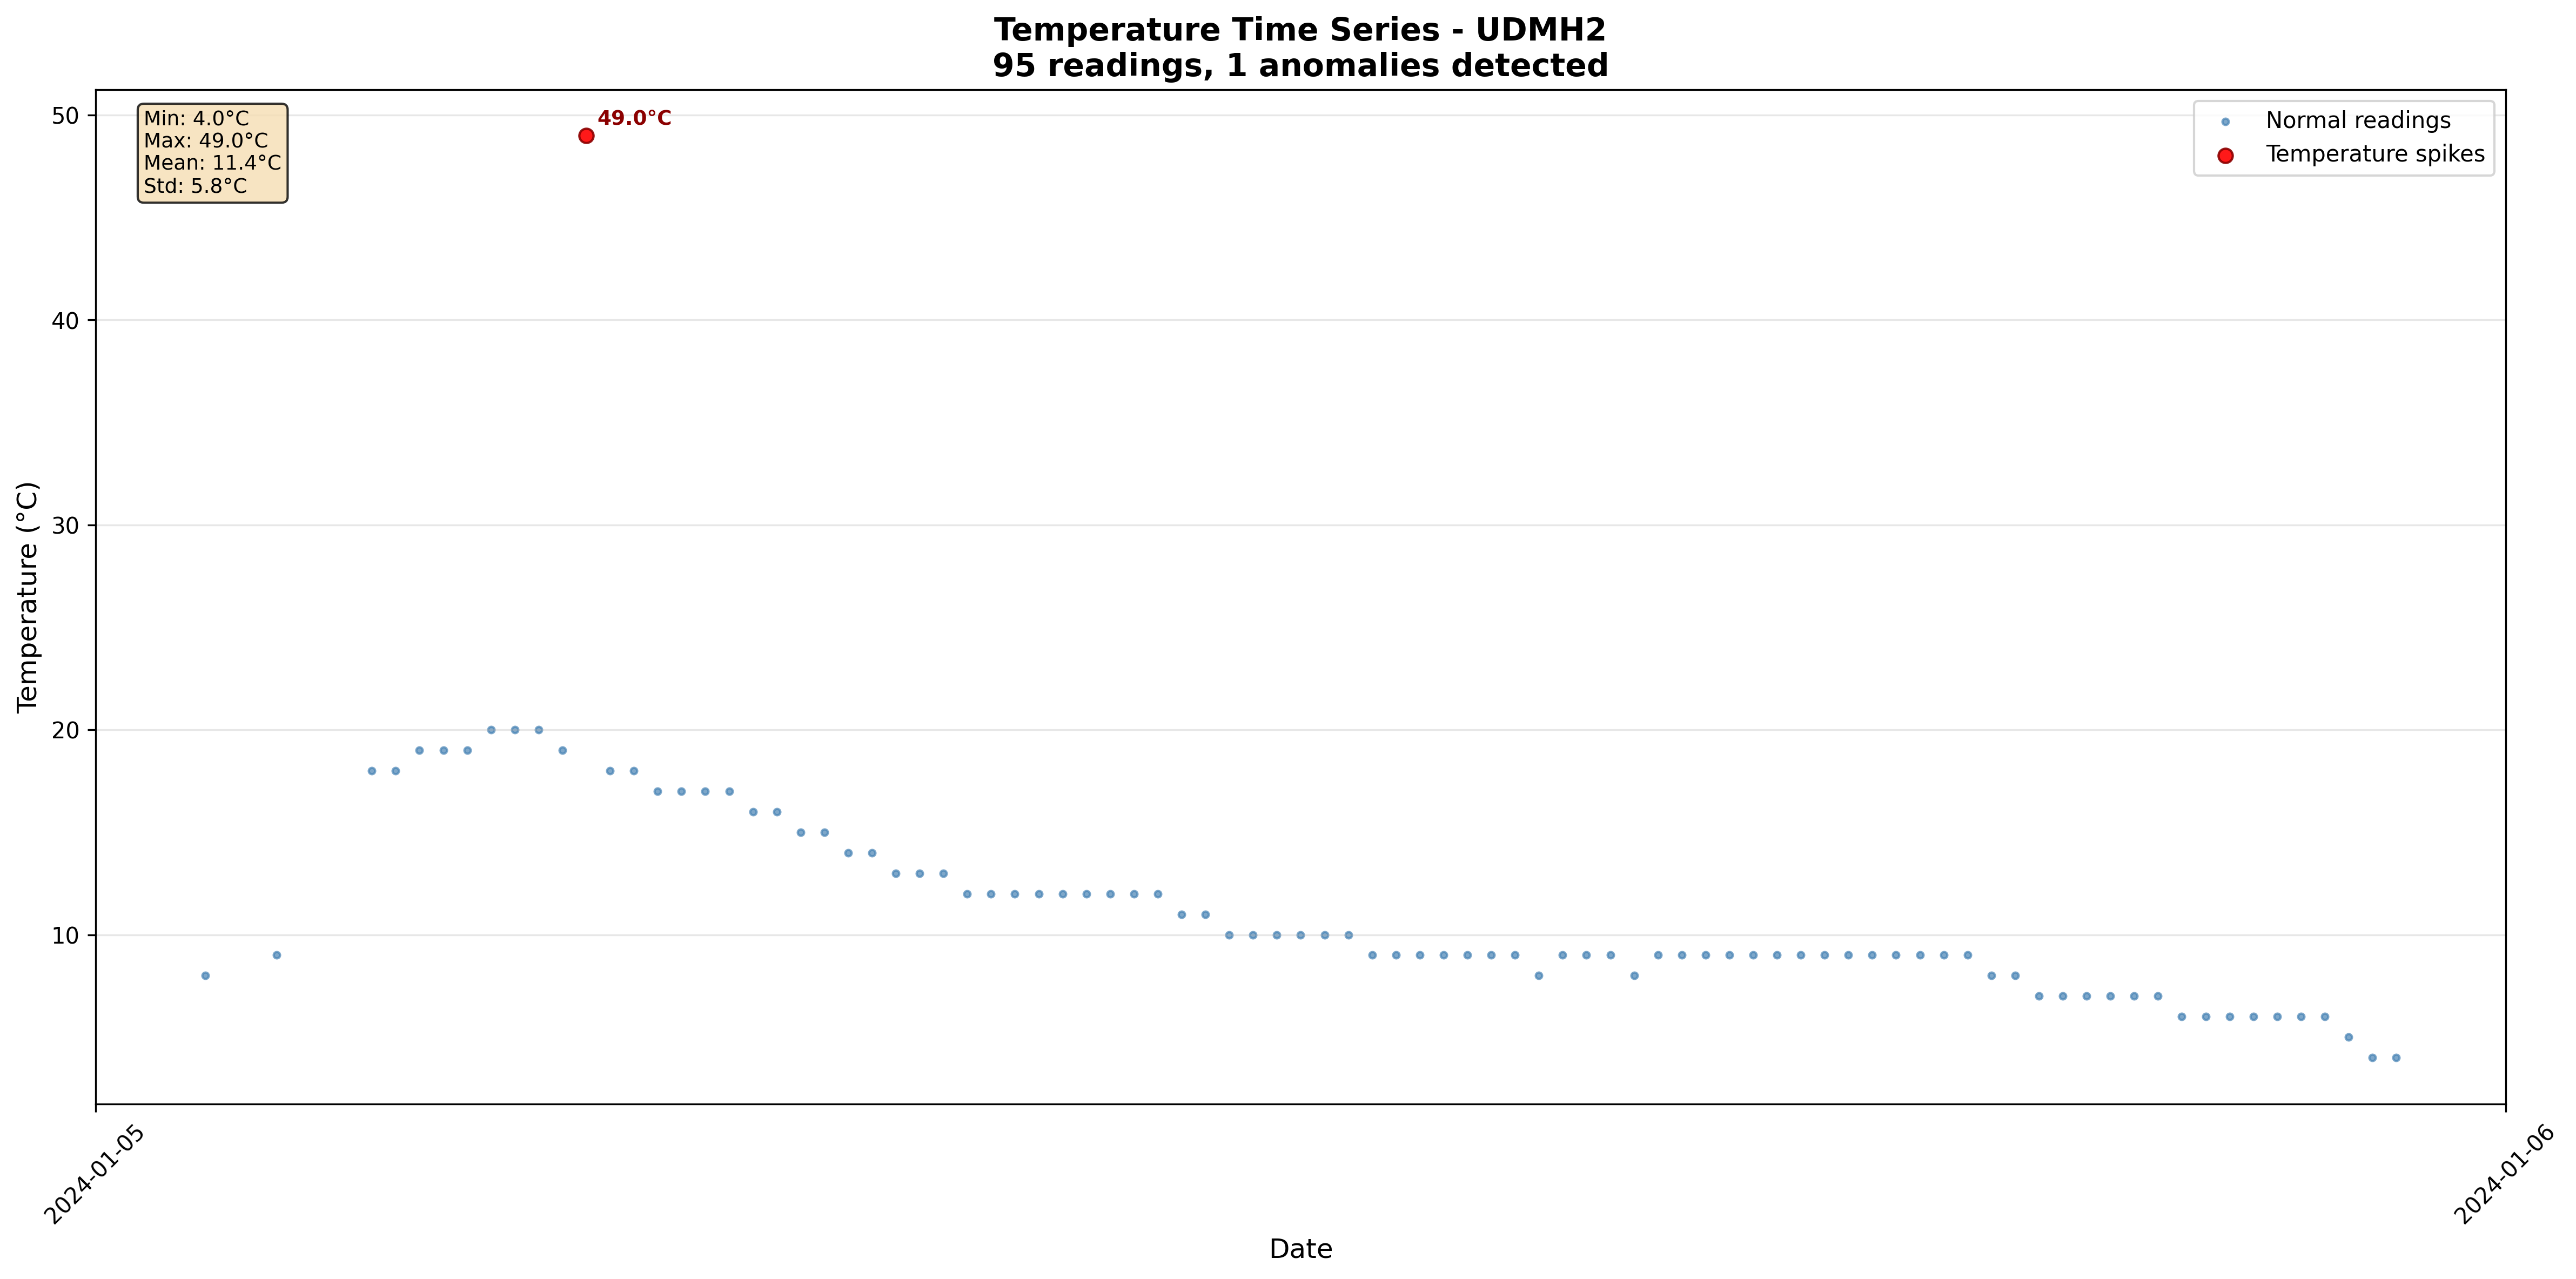 Temperature Time Series - UDMH2
95 readings, 1 anomalies detected
Min: 4.0°C
Max: 49.0°C
Mean: 11.4°C
Std: 5.8°C
49.0°C
Normal readings
Temperature spikes
Temperature (°C)
50
40
30
20
10
2024-01-05
2024-01-06
Date